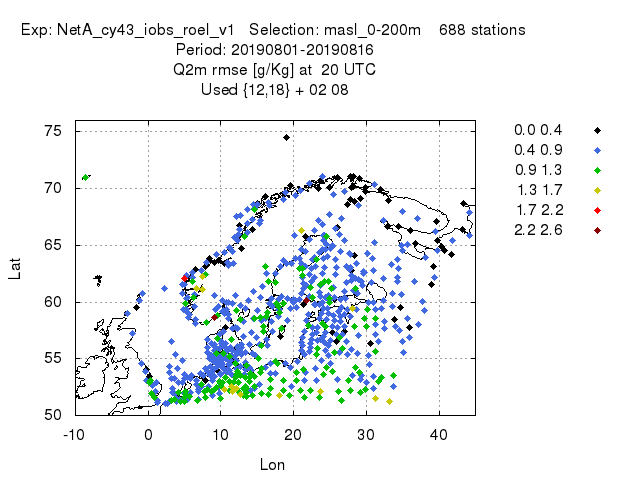 Exp: NetA_cy43_iobs_roel_v1   Selection: masl_0-200m    688 stations
Period: 20190801-20190816
Q2m rmse [g/Kg] at  20 UTC
Used {12,18} + 02 08
75
70
65
60
55
50
-10 0 10 20 30 40
Lat
Lon
0.0 0.4
0.4 0.9
0.9 1.3
1.3 1.7
1.7 2.2
2.2 2.6